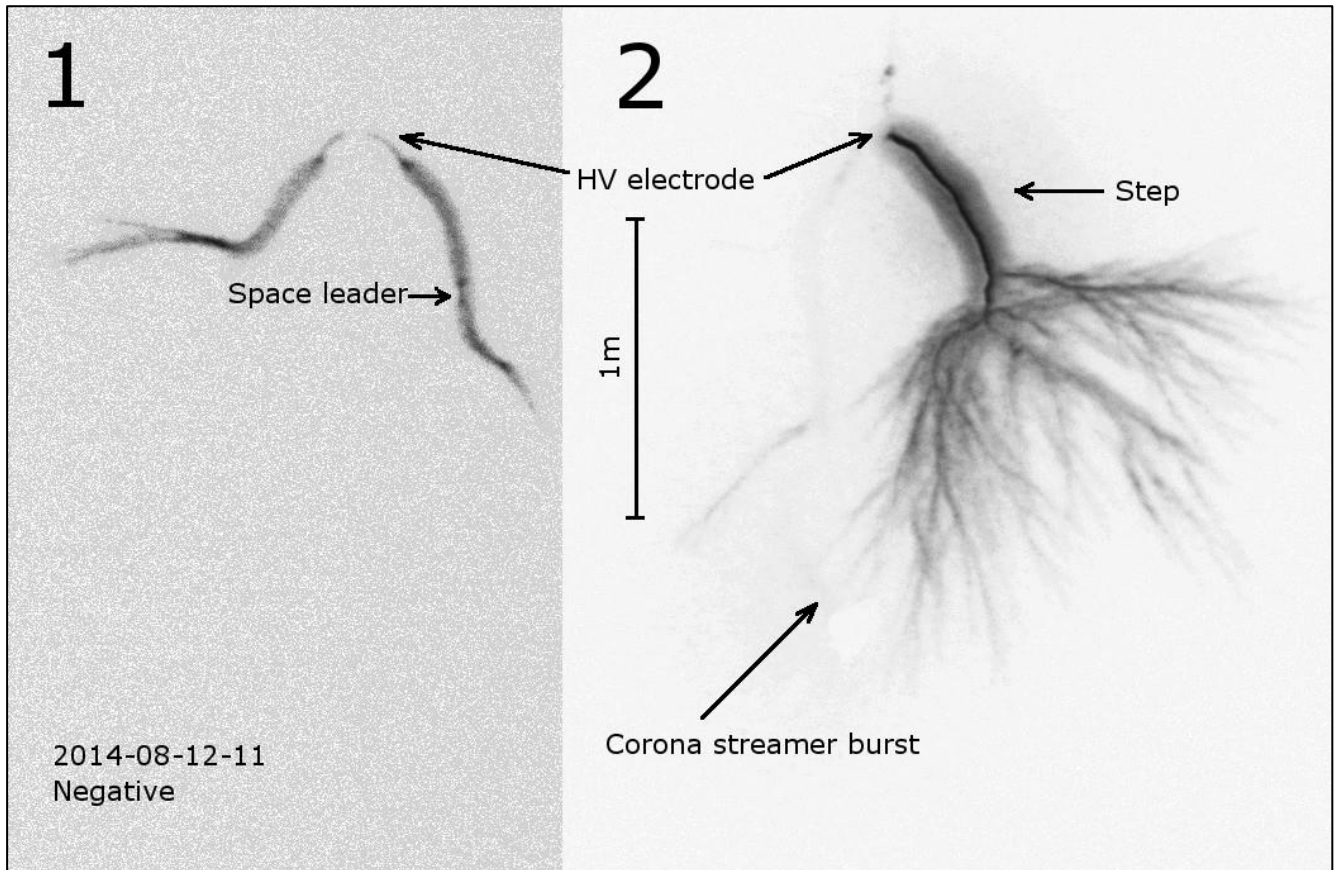 1
2
HV electrode
Step
Space leader
1m
Corona streamer burst
2014-08-12-11
Negative